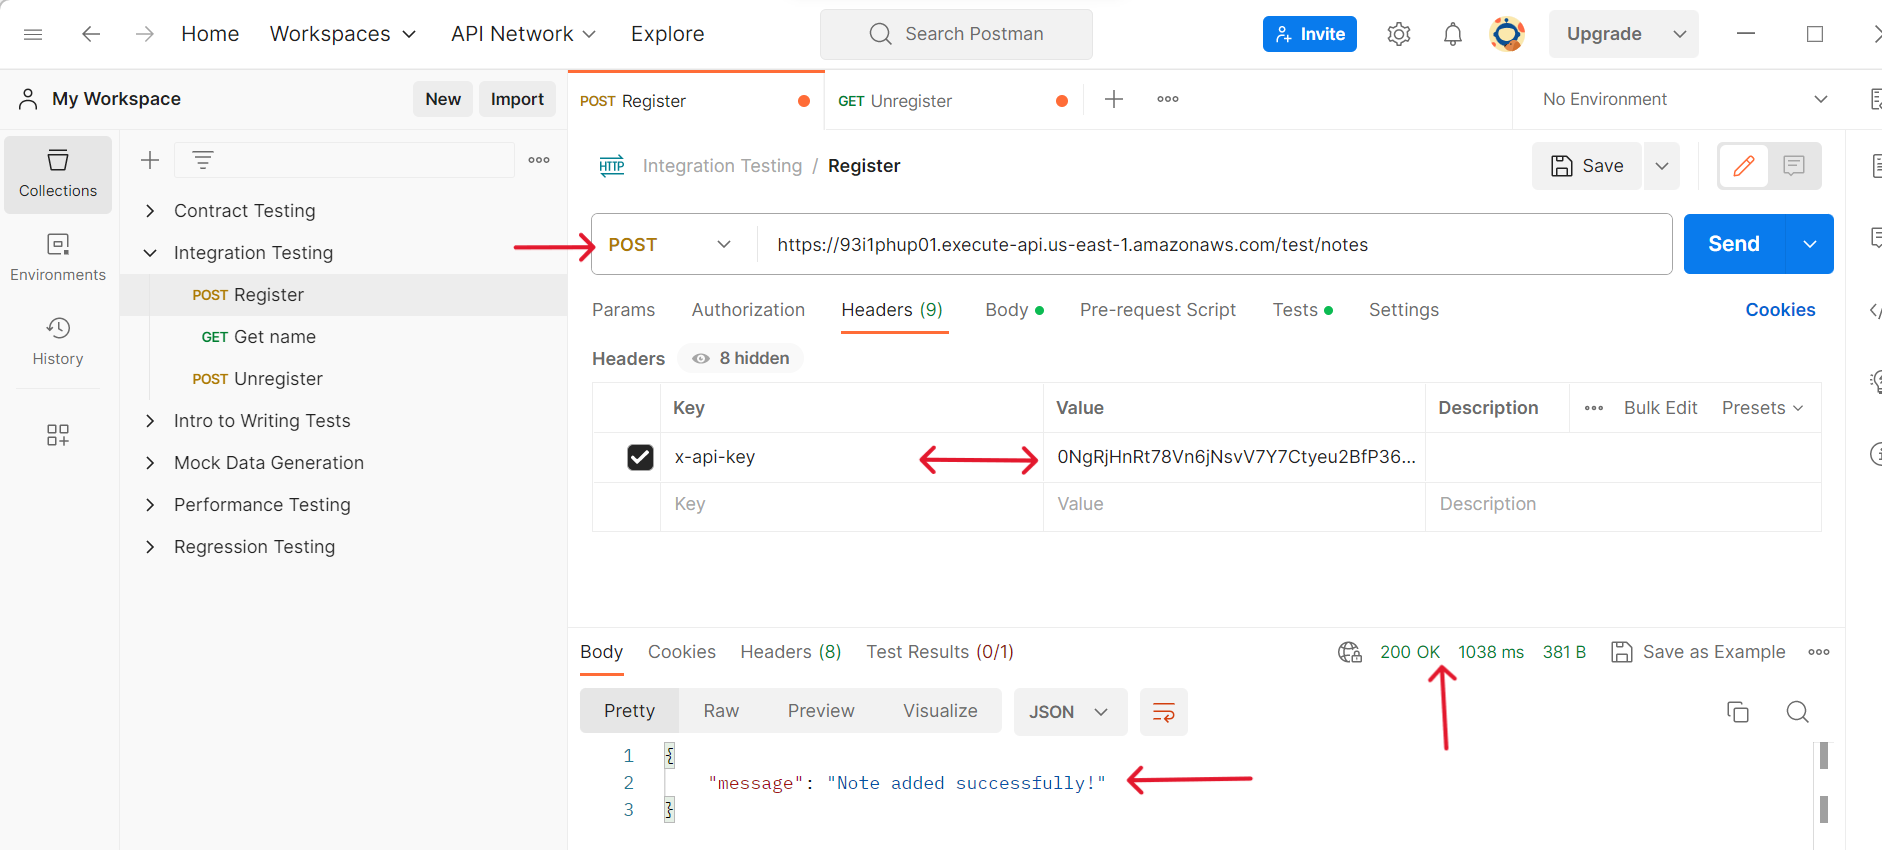 Home Workspaces API Network Explore Search Postman Invite Upgrade
My Workspace New Import
POST Register GET Unregister No Environment
Collections
Environments
History
Contract Testing
Integration Testing
POST Register
GET Get name
POST Unregister
Intro to Writing Tests
Mock Data Generation
Performance Testing
Regression Testing
HTTP Integration Testing / Register Save
POST https://93i1phup01.execute-api.us-east-1.amazonaws.com/test/notes Send
Params Authorization Headers (9) Body Pre-request Script Tests Settings Cookies
Headers 8 hidden
Key Value Description Bulk Edit Presets
x-api-key 0NgRjHnRt78Vn6jNsvV7Y7Ctyeu2BfP36...
Key Value Description
Body Cookies Headers (8) Test Results (0/1) 200 OK 1038 ms 381 B Save as Example
Pretty Raw Preview Visualize JSON
1 {
2 "message": "Note added successfully!"
3 }